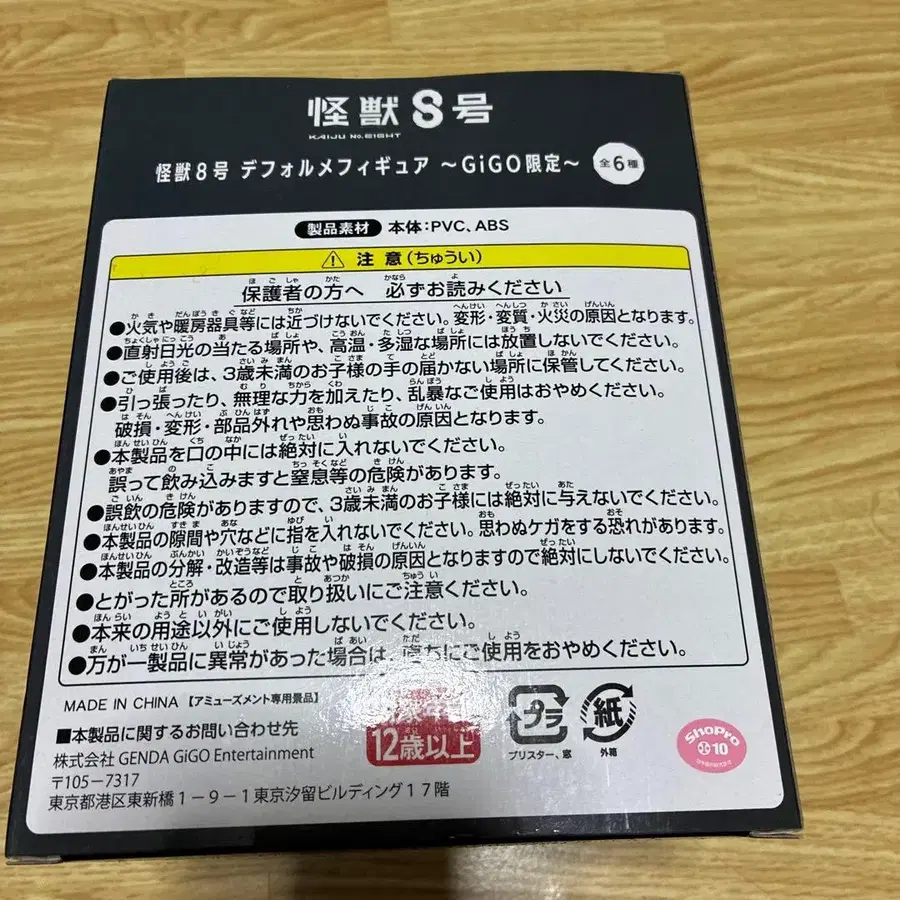 怪獣8号
KAIJU No. EIGHT
怪獣8号 デフォルメフィギュア ～GiGO限定～ 全6種
製品素材 本体:PVC、ABS
注意(ちゅうい)
保護者の方へ 必ずお読みください
●火気や暖房器具等には近づけないでください。変形・変質・火災の原因となります。
●直射日光の当たる場所や、高温・多湿な場所には放置しないでください。
●ご使用後は、3歳未満のお子様の手の届かない場所に保管してください。
●引っ張ったり、無理な力を加えたり、乱暴なご使用はおやめください。
破損・変形・部品外れや思わぬ事故の原因となります。
●本製品を口の中には絶対に入れないでください。
誤って飲み込みますと窒息等の危険があります。
●誤飲の危険がありますので、3歳未満のお子様には絶対に与えないでください。
●本製品の隙間や穴などに指を入れないでください。思わぬケガをする恐れがあります。
●本製品の分解・改造等は事故や破損の原因となりますので絶対にしないでください。
●とがった所があるので取り扱いにご注意ください。
●本来の用途以外にご使用しないでください。
●万が一製品に異常があった場合は、直ちにご使用をおやめください。
MADE IN CHINA 【アミューズメント専用景品】
■本製品に関するお問い合わせ先
株式会社 GENDA GiGO Entertainment
〒105-7317
東京都港区東新橋1-9-1東京汐留ビルディング17階
12歳以上
プラ
ブリスター、窓
紙
外箱
ShoPro
10